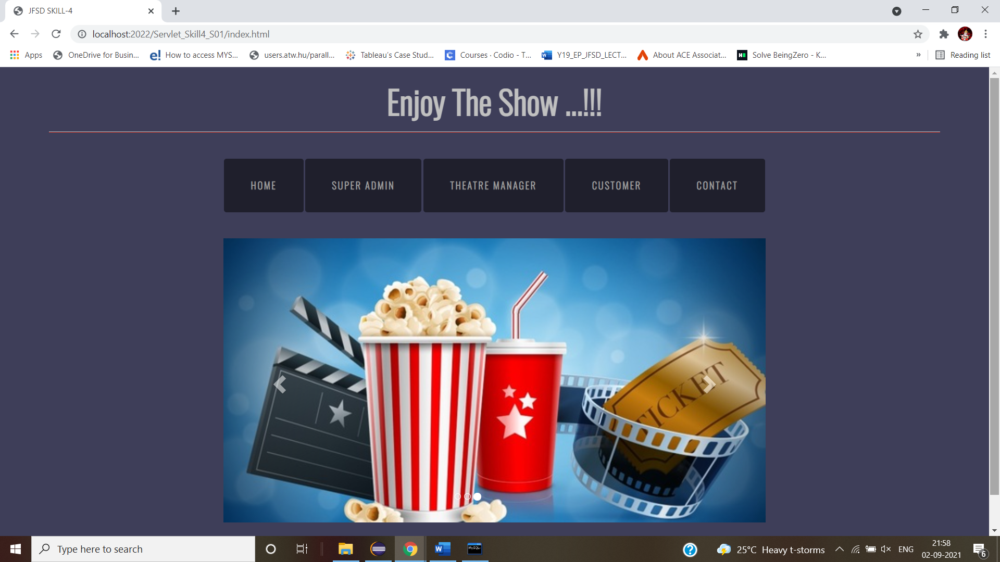 JFSD SKILL-4
localhost:2022/Servlet_Skill4_S01/index.html
Apps
OneDrive for Busin...
How to access MYS...
users.atw.hu/parall...
Tableau's Case Stud...
Courses · Codio - T...
Y19_EP_JFSD_LECT...
About ACE Associat...
Solve BeingZero - K...
»
Reading list
Enjoy The Show ...!!!
HOME
SUPER ADMIN
THEATRE MANAGER
CUSTOMER
CONTACT
TICKET
Type here to search
25°C Heavy t-storms
ENG
21:58
02-09-2021
6